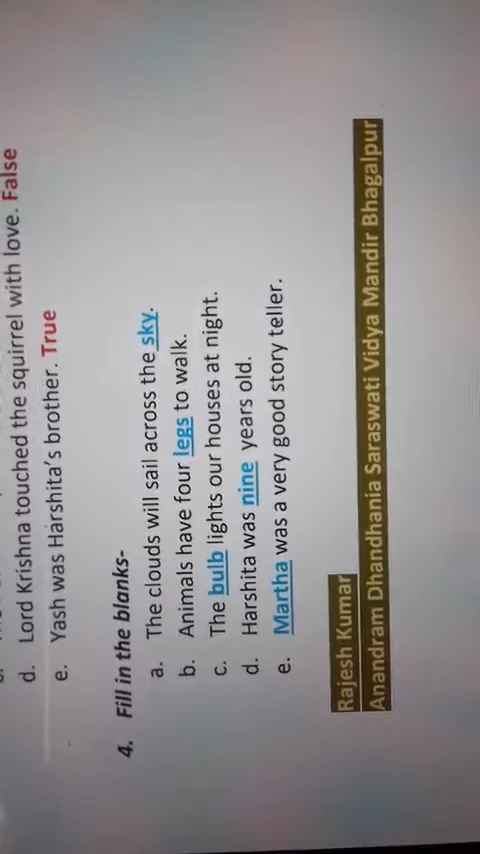 d. Lord Krishna touched the squirrel with love. False
e. Yash was Harshita's brother. True
4. Fill in the blanks-
a. The clouds will sail across the sky.
b. Animals have four legs to walk.
c. The bulb lights our houses at night.
d. Harshita was nine years old.
e. Martha was a very good story teller.
Rajesh Kumar
Anandram Dhandhania Saraswati Vidya Mandir Bhagalpur